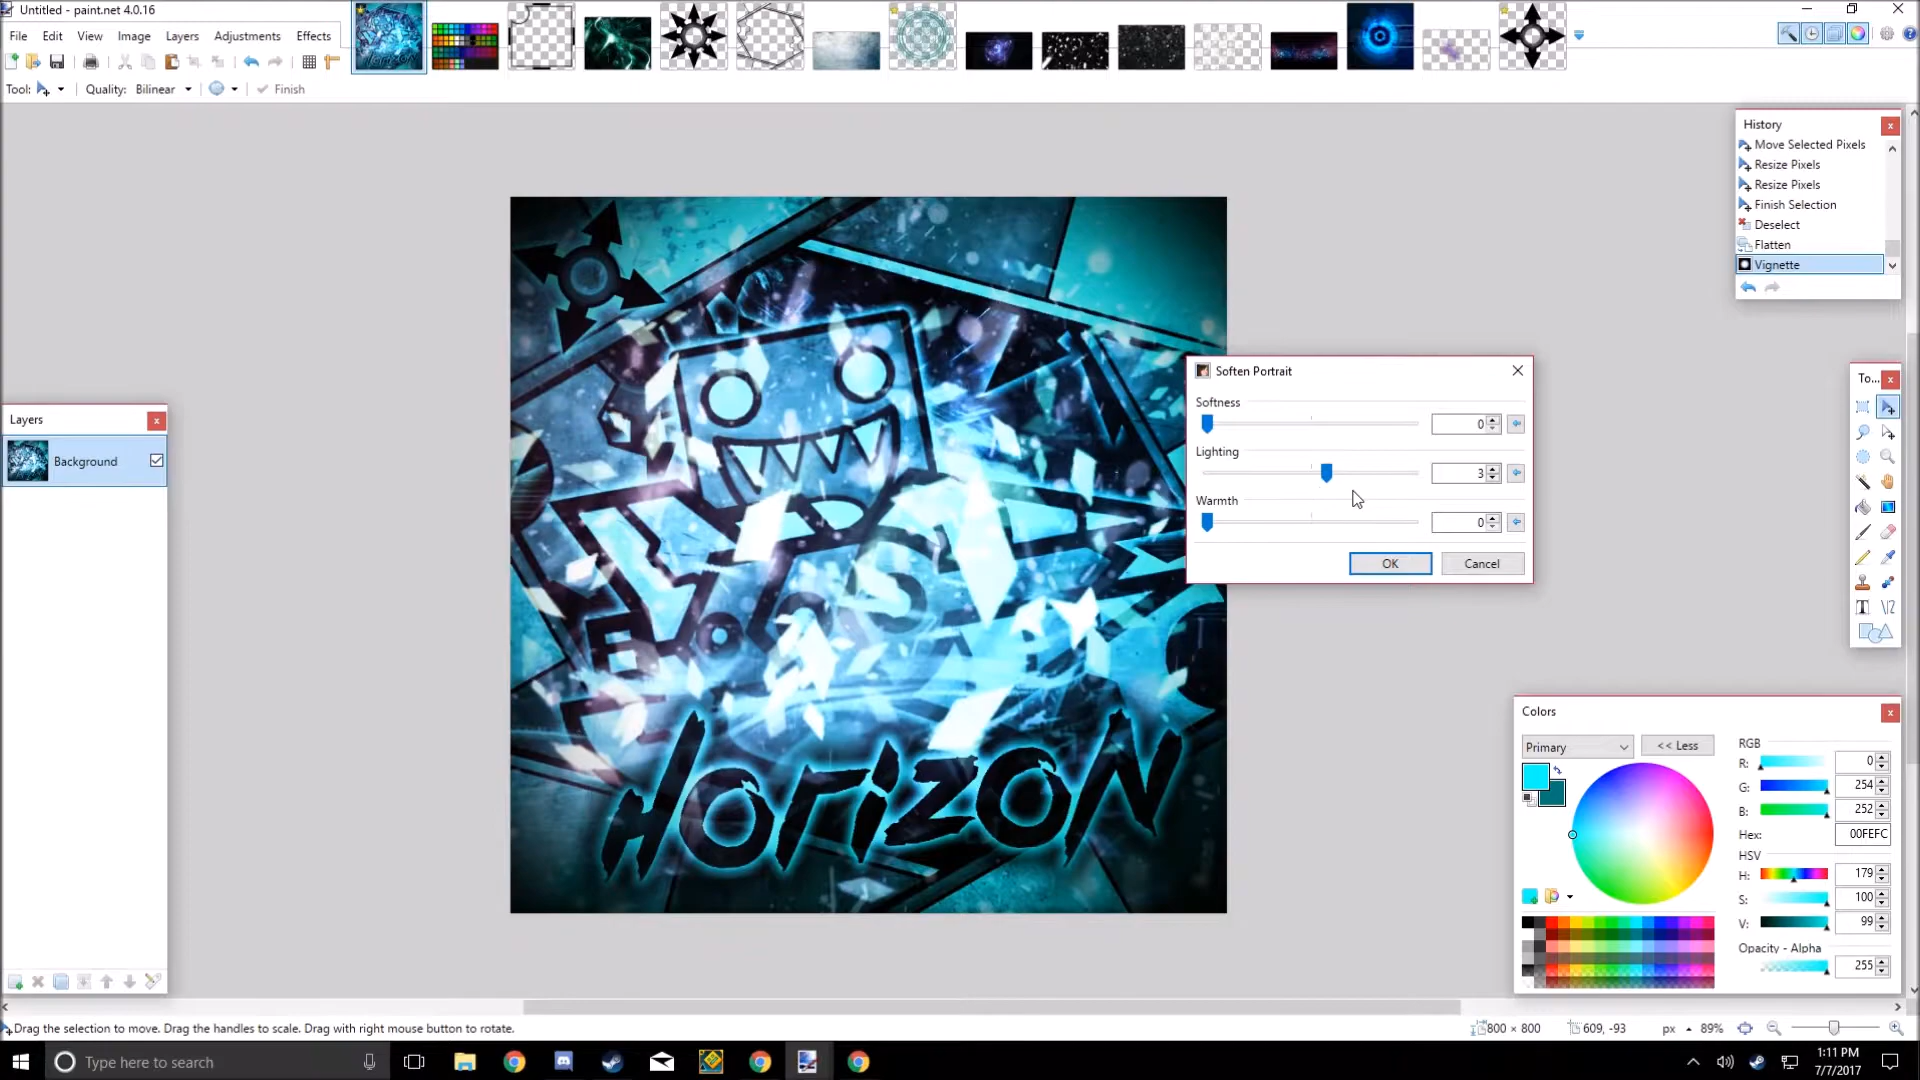 Untitled - paint.net 4.0.16
File Edit View Image Layers Adjustments Effects
Tool: Quality: Bilinear Finish
History
Move Selected Pixels
Resize Pixels
Resize Pixels
Finish Selection
Deselect
Flatten
Vignette
Soften Portrait
Softness
0
Lighting
3
Warmth
0
OK Cancel
To...
Layers
Background
Horizon
Colors
Primary << Less
RGB
R: 0
G: 254
B: 252
Hex: 00FEFC
HSV
H: 179
S: 100
V: 99
Opacity - Alpha
255
Drag the selection to move. Drag the handles to scale. Drag with right mouse button to rotate. 800 × 800 609, -93 px 89%
Type here to search
1:11 PM
7/7/2017